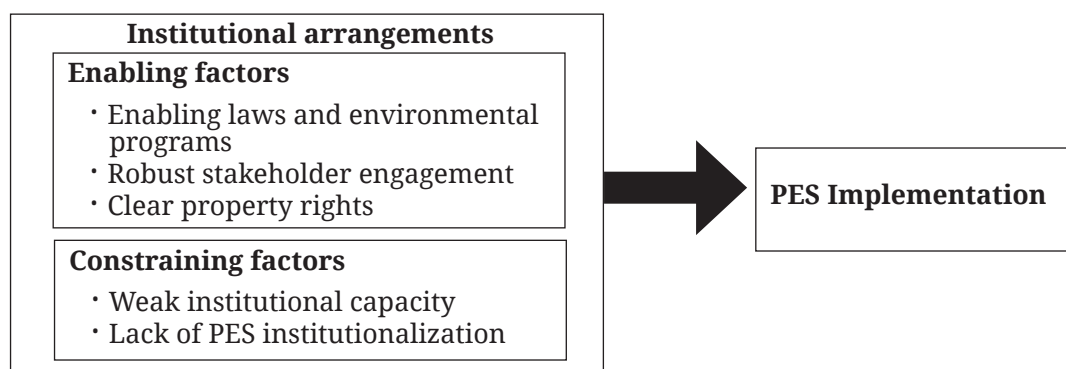 Institutional arrangements
Enabling factors
· Enabling laws and environmental
programs
· Robust stakeholder engagement
· Clear property rights
PES Implementation
Constraining factors
· Weak institutional capacity
· Lack of PES institutionalization